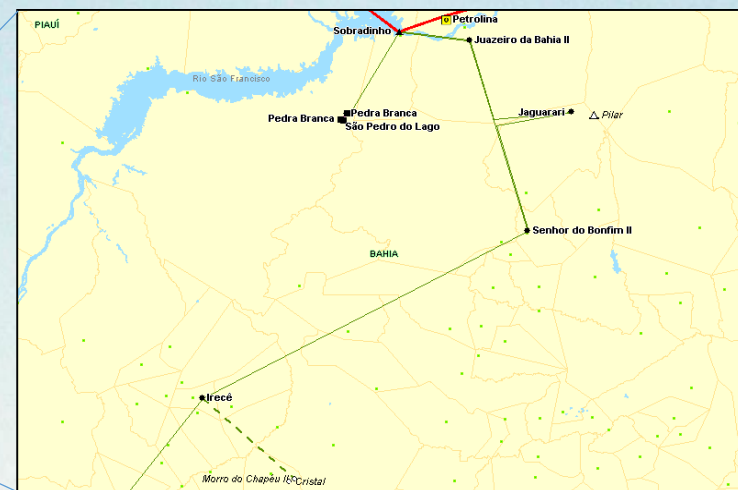 PIAUÍ
Petrolina
Sobradinho
Juazeiro da Bahia II
Rio São Francisco
Jaguarari
Pilar
Pedra Branca
Pedra Branca
São Pedro do Lago
Senhor do Bonfim II
BAHIA
Irecê
Morro do Chapéu II
Cristal